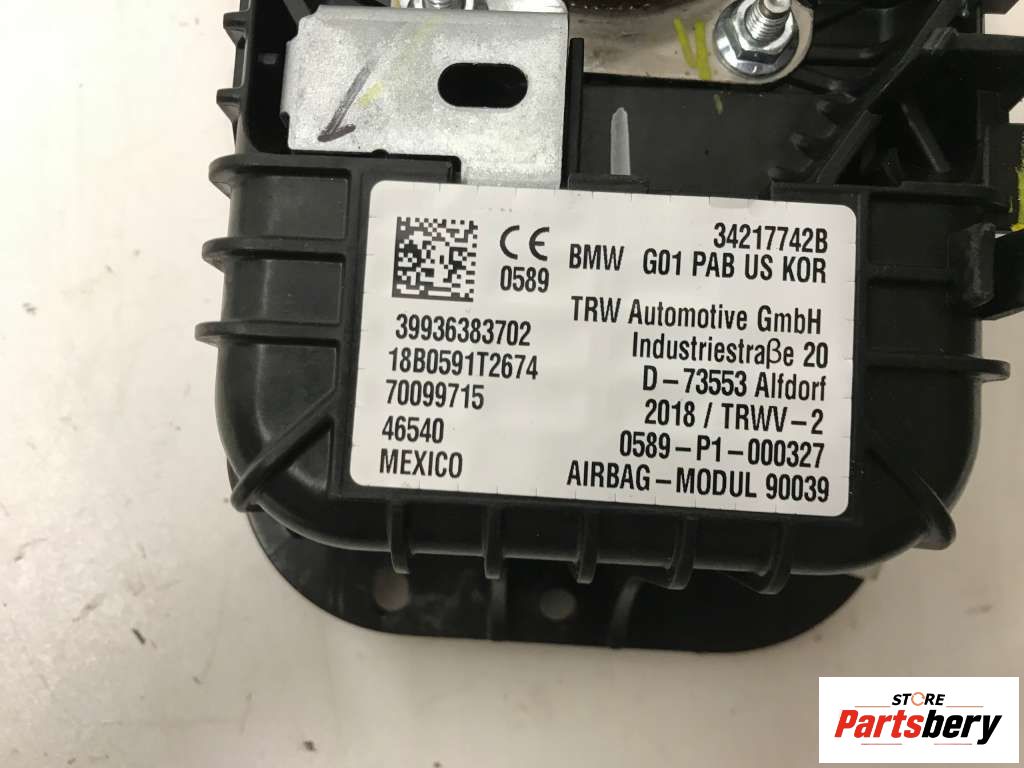 34217742B
CE
0589
BMW G01 PAB US KOR
39936383702
18B0591T2674
70099715
46540
MEXICO
TRW Automotive GmbH
Industriestraße 20
D-73553 Alfdorf
2018 / TRWV-2
0589-P1-000327
AIRBAG-MODUL 90039
STORE
Partsbery